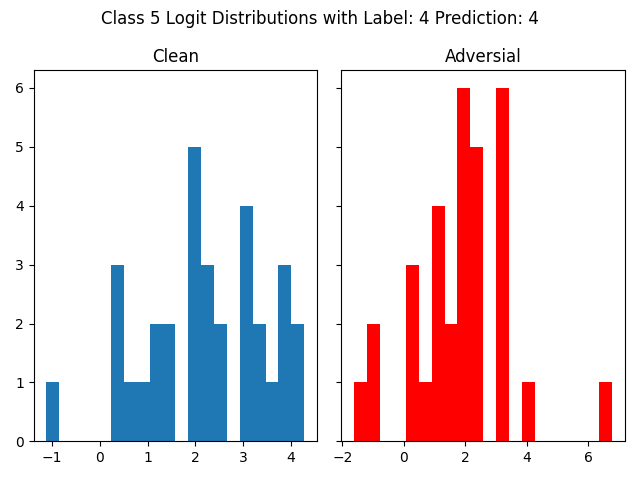 Class 5 Logit Distributions with Label: 4 Prediction: 4
Clean
Adversial
6
5
4
3
2
1
0
−1 0 1 2 3 4
−2 0 2 4 6